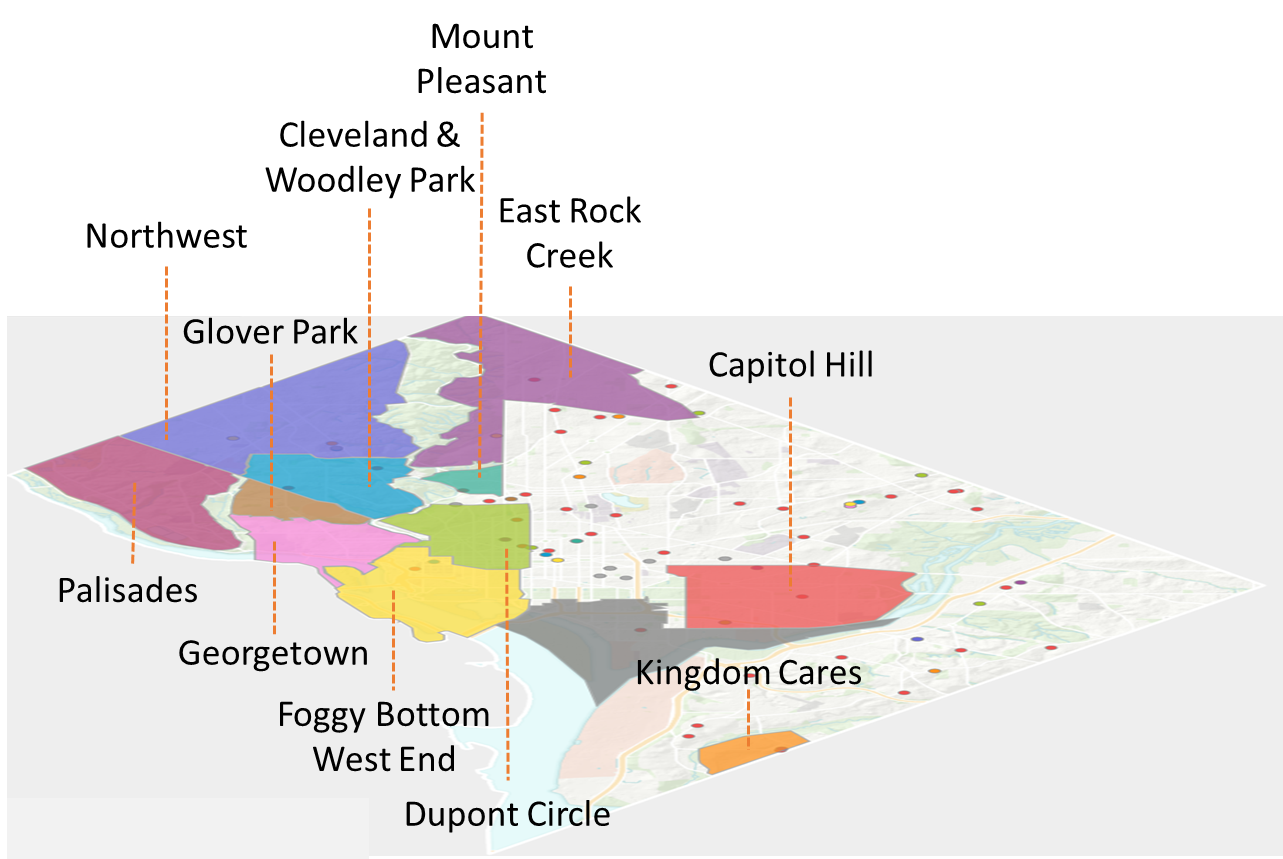 Mount
Pleasant
Cleveland &
Woodley Park
East Rock
Creek
Northwest
Glover Park
Capitol Hill
Palisades
Georgetown
Kingdom Cares
Foggy Bottom
West End
Dupont Circle